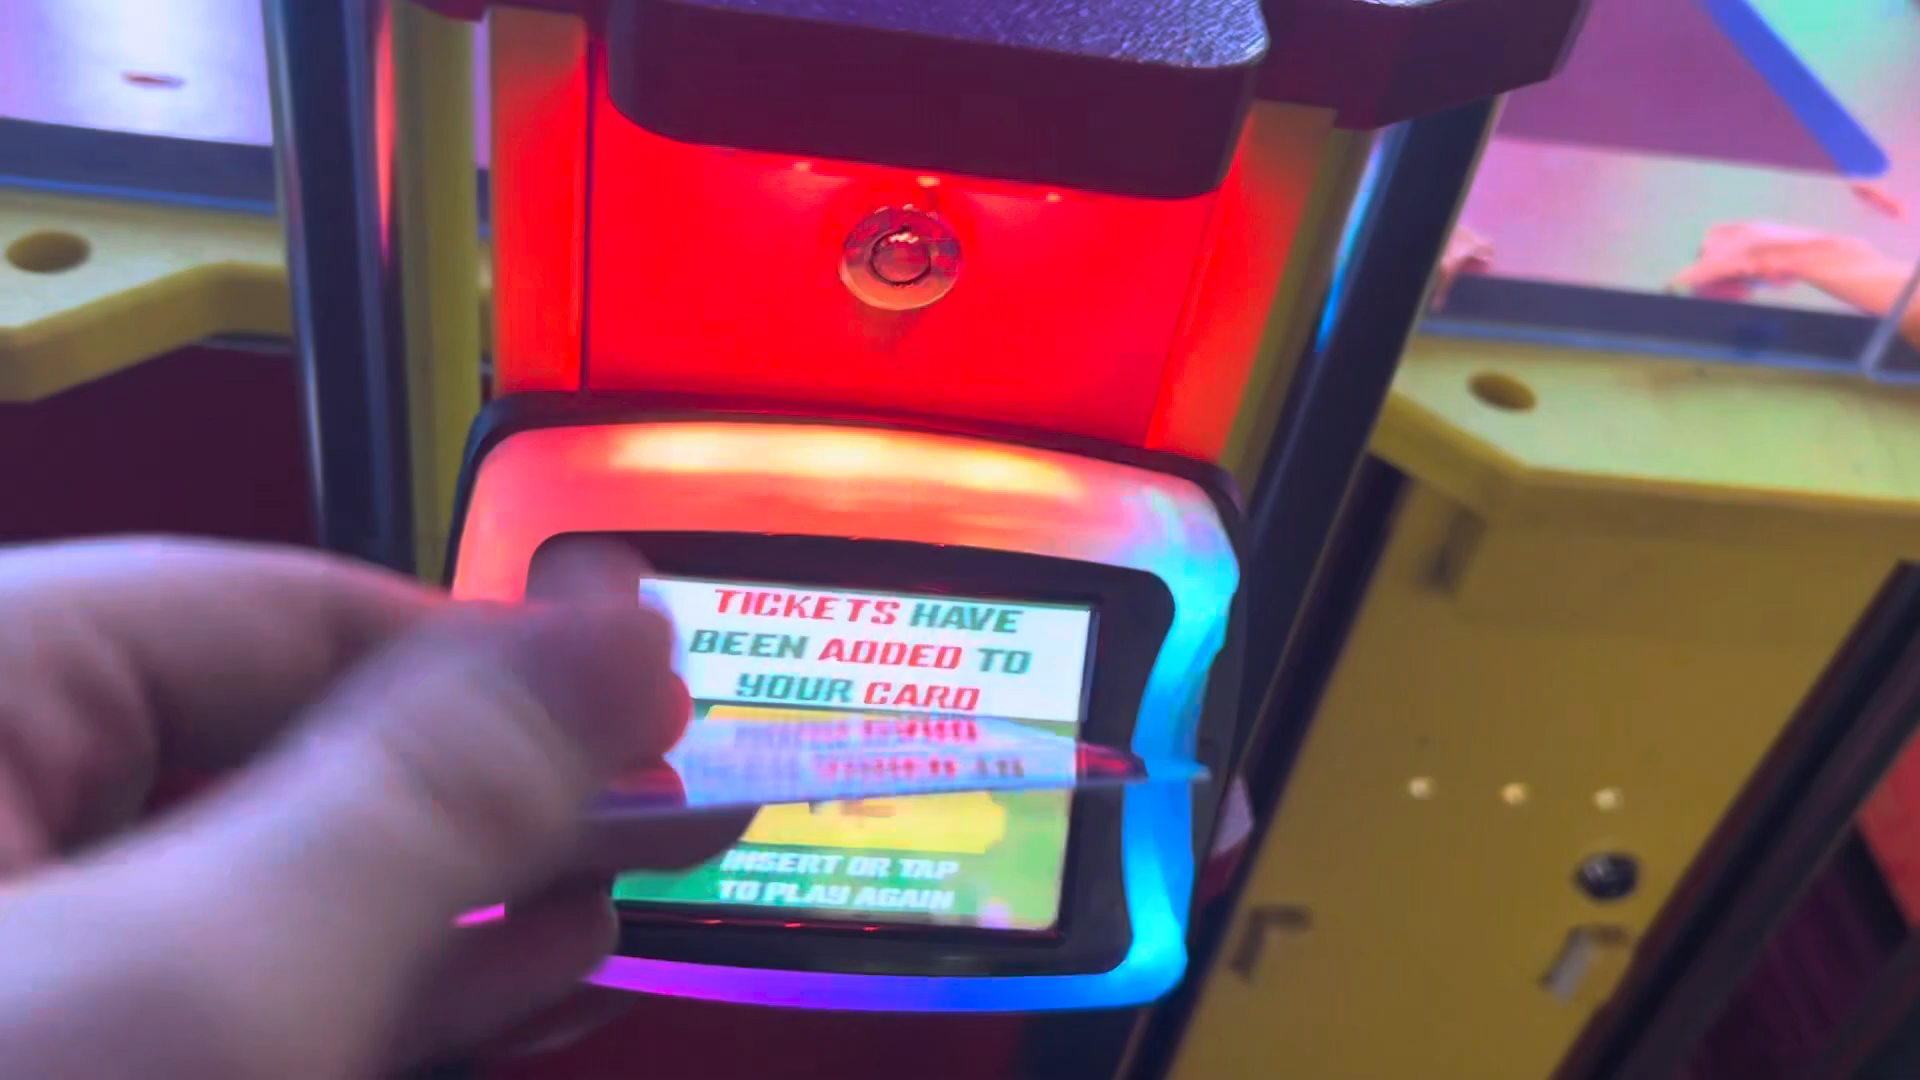 TICKETS HAVE
BEEN ADDED TO
YOUR CARD
INSERT OR TAP
TO PLAY AGAIN